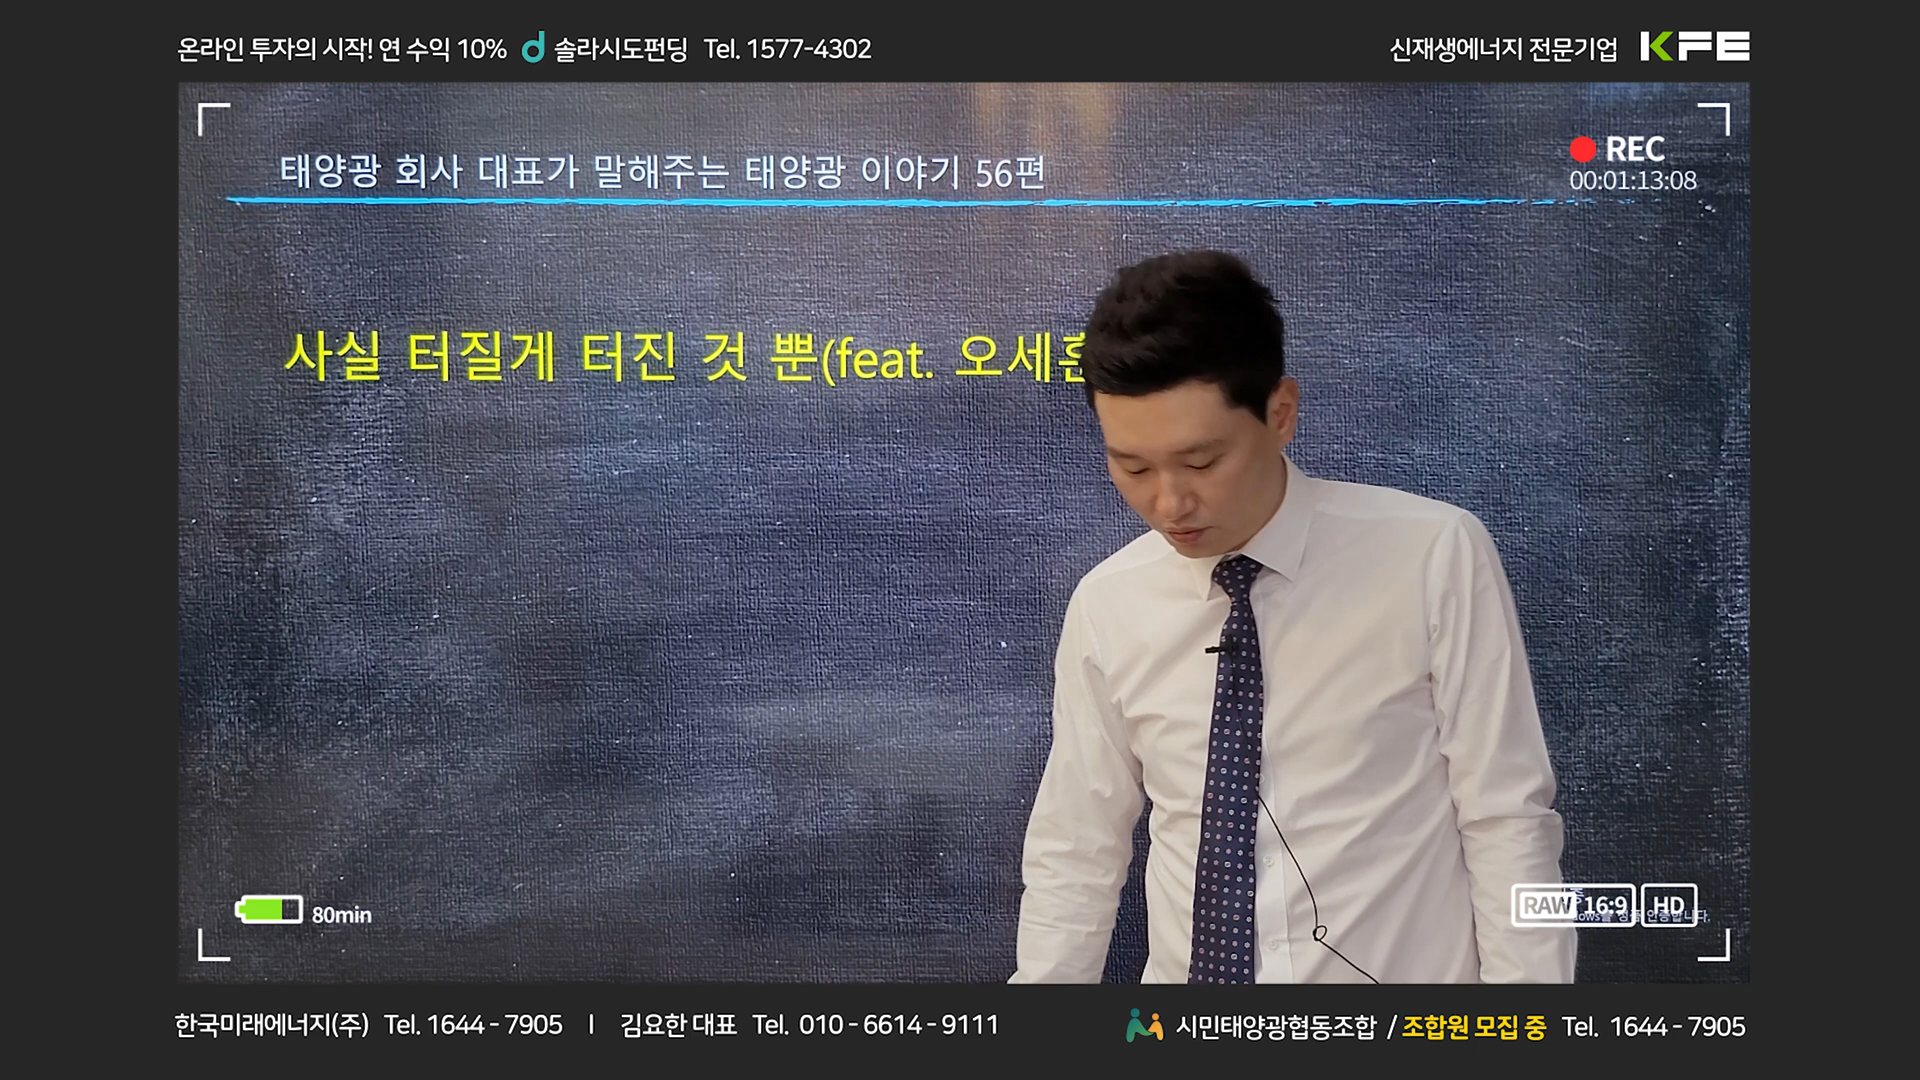 온라인 투자의 시작! 연 수익 10% 솔라시도펀딩 Tel. 1577-4302
신재생에너지 전문기업 KFE
태양광 회사 대표가 말해주는 태양광 이야기 56편
REC
00:01:13:08
사실 터질게 터진 것 뿐(feat. 오세훈
80min
RAW 16:9 HD
한국미래에너지(주) Tel. 1644-7905 | 김요한 대표 Tel. 010-6614-9111
시민태양광협동조합 / 조합원 모집 중 Tel. 1644-7905